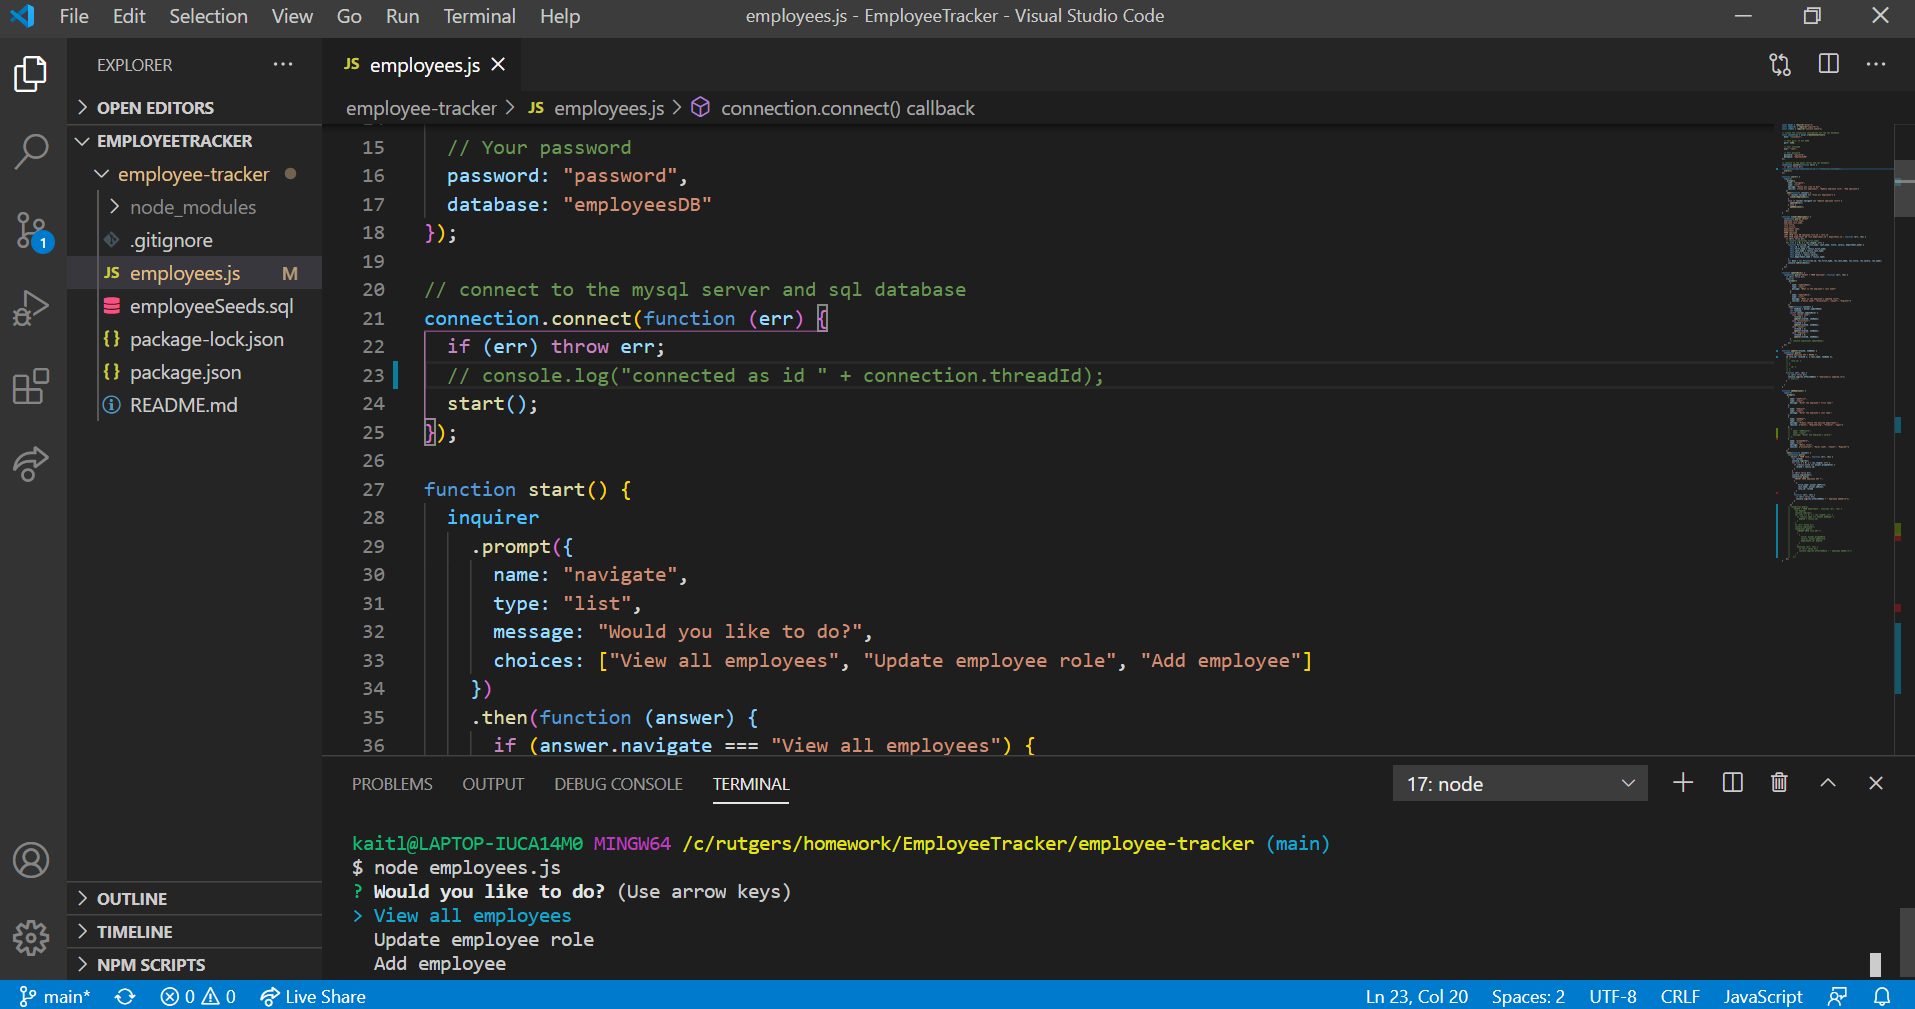 File Edit Selection View Go Run Terminal Help employees.js - EmployeeTracker - Visual Studio Code
EXPLORER ···
JS employees.js
OPEN EDITORS
employee-tracker > JS employees.js > connection.connect() callback
EMPLOYEETRACKER
employee-tracker
node_modules
.gitignore
JS employees.js M
employeeSeeds.sql
{} package-lock.json
{} package.json
README.md
1
15 // Your password
16 password: "password",
17 database: "employeesDB"
18 });
19
20 // connect to the mysql server and sql database
21 connection.connect(function (err) {
22 if (err) throw err;
23 // console.log("connected as id " + connection.threadId);
24 start();
25 });
26
27 function start() {
28 inquirer
29 .prompt({
30 name: "navigate",
31 type: "list",
32 message: "Would you like to do?",
33 choices: ["View all employees", "Update employee role", "Add employee"]
34 })
35 .then(function (answer) {
36 if (answer.navigate === "View all employees") {
PROBLEMS OUTPUT DEBUG CONSOLE TERMINAL 17: node
kaitl@LAPTOP-IUCA14M0 MINGW64 /c/rutgers/homework/EmployeeTracker/employee-tracker (main)
$ node employees.js
? Would you like to do? (Use arrow keys)
> View all employees
Update employee role
Add employee
OUTLINE
TIMELINE
NPM SCRIPTS
main* 0 0 Live Share Ln 23, Col 20 Spaces: 2 UTF-8 CRLF JavaScript